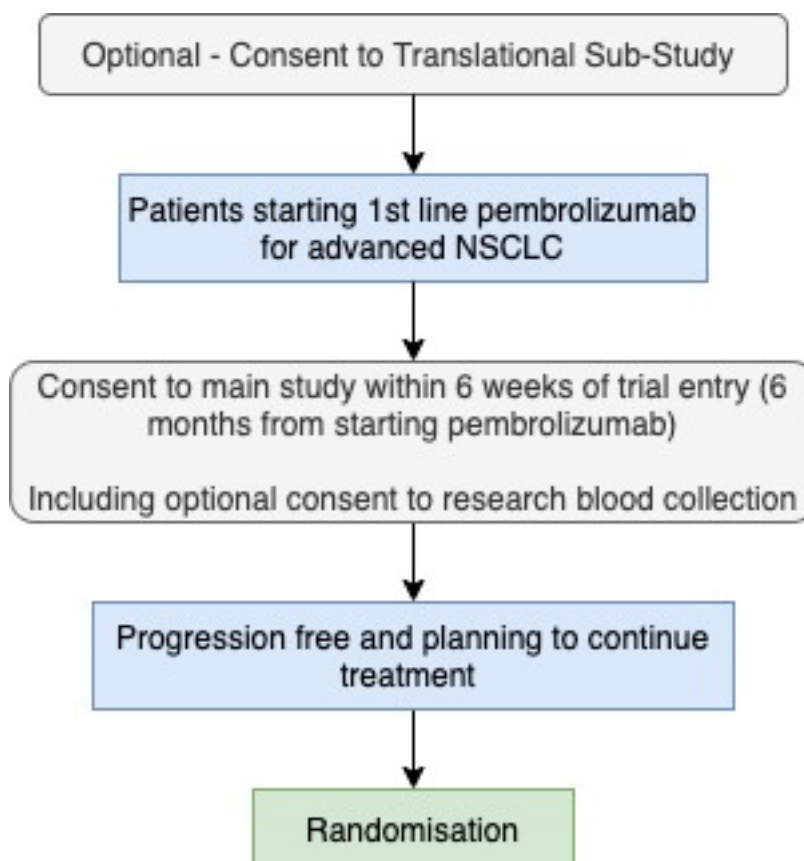 Optional - Consent to Translational Sub-Study
Patients starting 1st line pembrolizumab
for advanced NSCLC
Consent to main study within 6 weeks of trial entry (6
months from starting pembrolizumab)
Including optional consent to research blood collection
Progression free and planning to continue
treatment
Randomisation